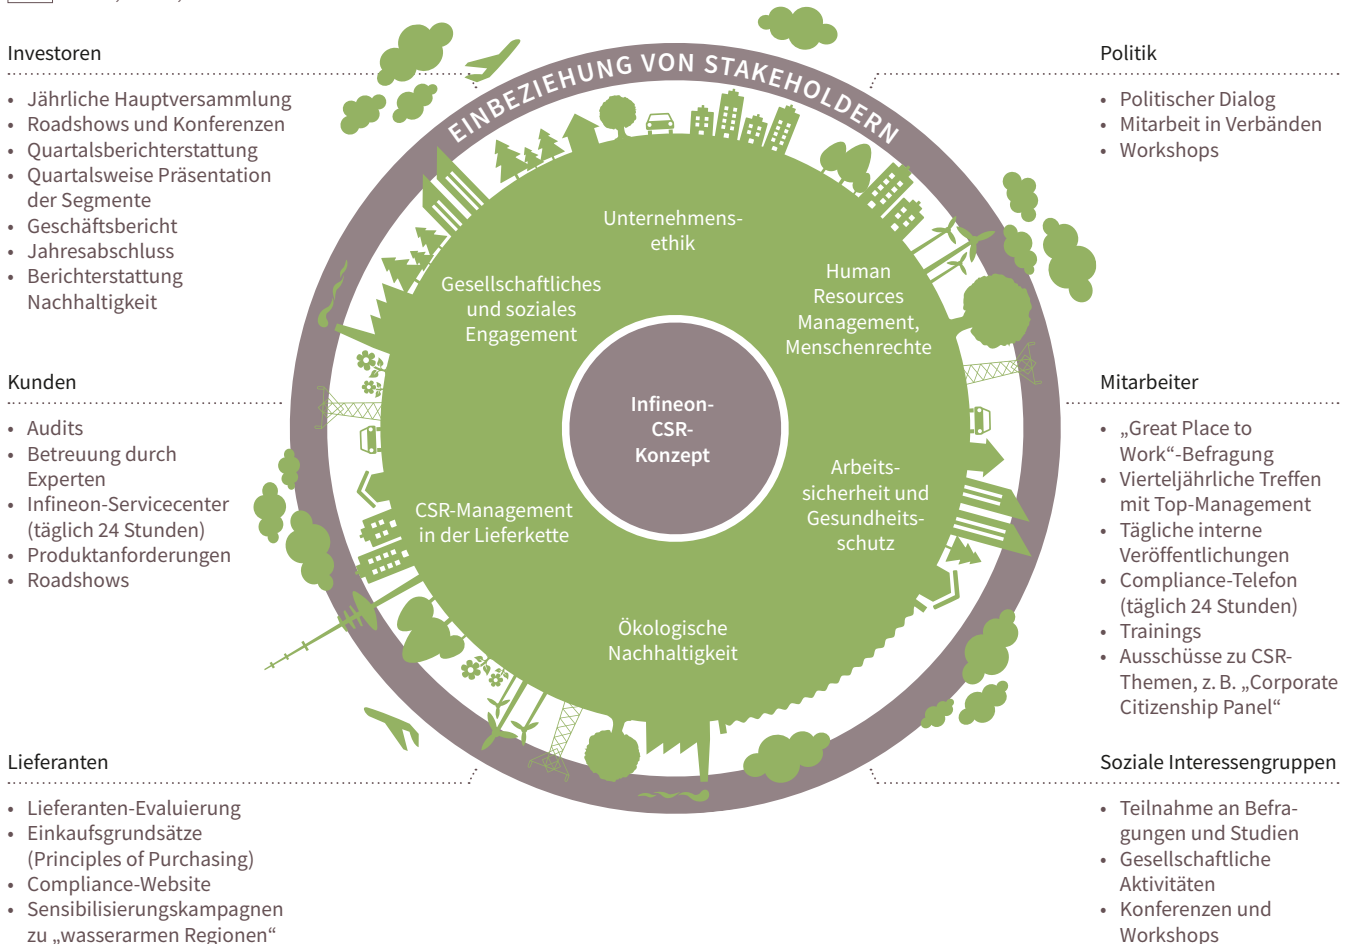 Investoren
• Jährliche Hauptversammlung
• Roadshows und Konferenzen
• Quartalsberichterstattung
• Quartalsweise Präsentation
der Segmente
• Geschäftsbericht
• Jahresabschluss
• Berichterstattung
Nachhaltigkeit
Kunden
• Audits
• Betreuung durch
Experten
• Infineon-Servicecenter
(täglich 24 Stunden)
• Produktanforderungen
• Roadshows
Lieferanten
• Lieferanten-Evaluierung
• Einkaufsgrundsätze
(Principles of Purchasing)
• Compliance-Website
• Sensibilisierungskampagnen
zu „wasserarmen Regionen“
EINBEZIEHUNG VON STAKEHOLDERN
Unternehmens-
ethik
Gesellschaftliches
und soziales
Engagement
Human
Resources
Management,
Menschenrechte
Infineon-
CSR-
Konzept
CSR-Management
in der Lieferkette
Arbeits-
sicherheit und
Gesundheits-
schutz
Ökologische
Nachhaltigkeit
Politik
• Politischer Dialog
• Mitarbeit in Verbänden
• Workshops
Mitarbeiter
• „Great Place to
Work“-Befragung
• Vierteljährliche Treffen
mit Top-Management
• Tägliche interne
Veröffentlichungen
• Compliance-Telefon
(täglich 24 Stunden)
• Trainings
• Ausschüsse zu CSR-
Themen, z. B. „Corporate
Citizenship Panel“
Soziale Interessengruppen
• Teilnahme an Befra-
gungen und Studien
• Gesellschaftliche
Aktivitäten
• Konferenzen und
Workshops